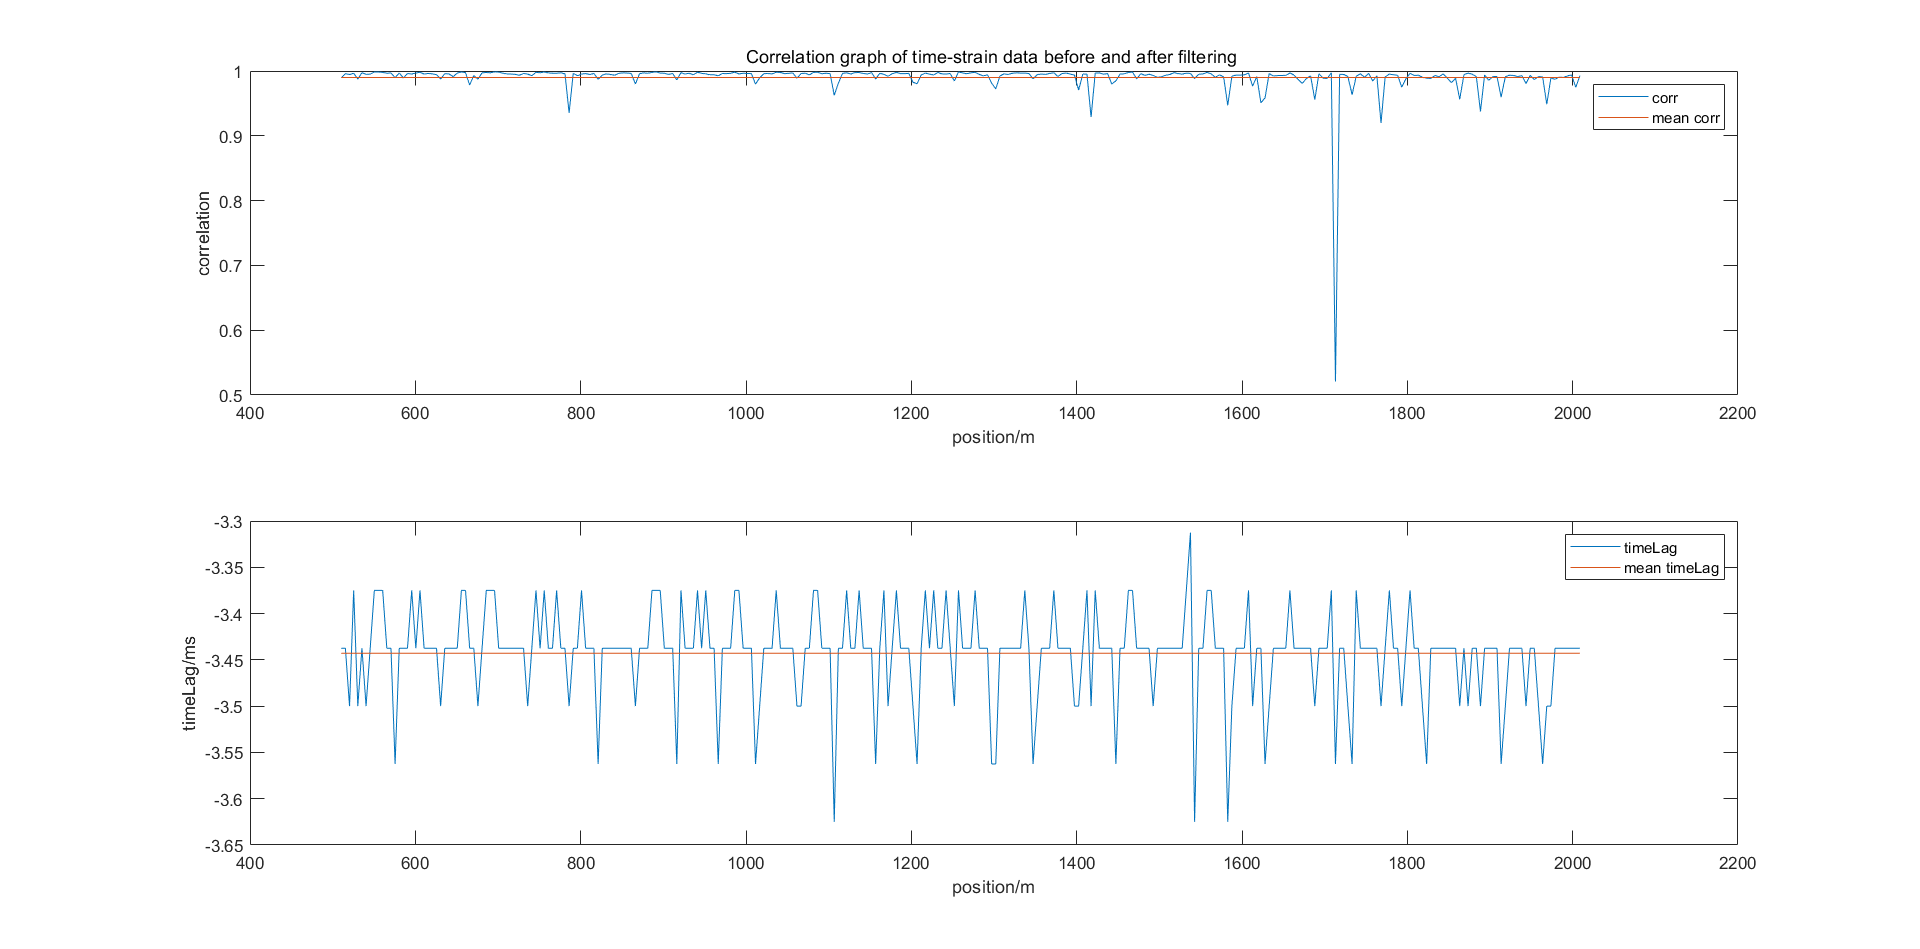 Correlation graph of time-strain data before and after filtering
1
0.9
0.8
0.7
0.6
0.5
correlation
400 600 800 1000 1200 1400 1600 1800 2000 2200
position/m
corr
mean corr
-3.3
-3.35
-3.4
-3.45
-3.5
-3.55
-3.6
-3.65
timeLag/ms
400 600 800 1000 1200 1400 1600 1800 2000 2200
position/m
timeLag
mean timeLag